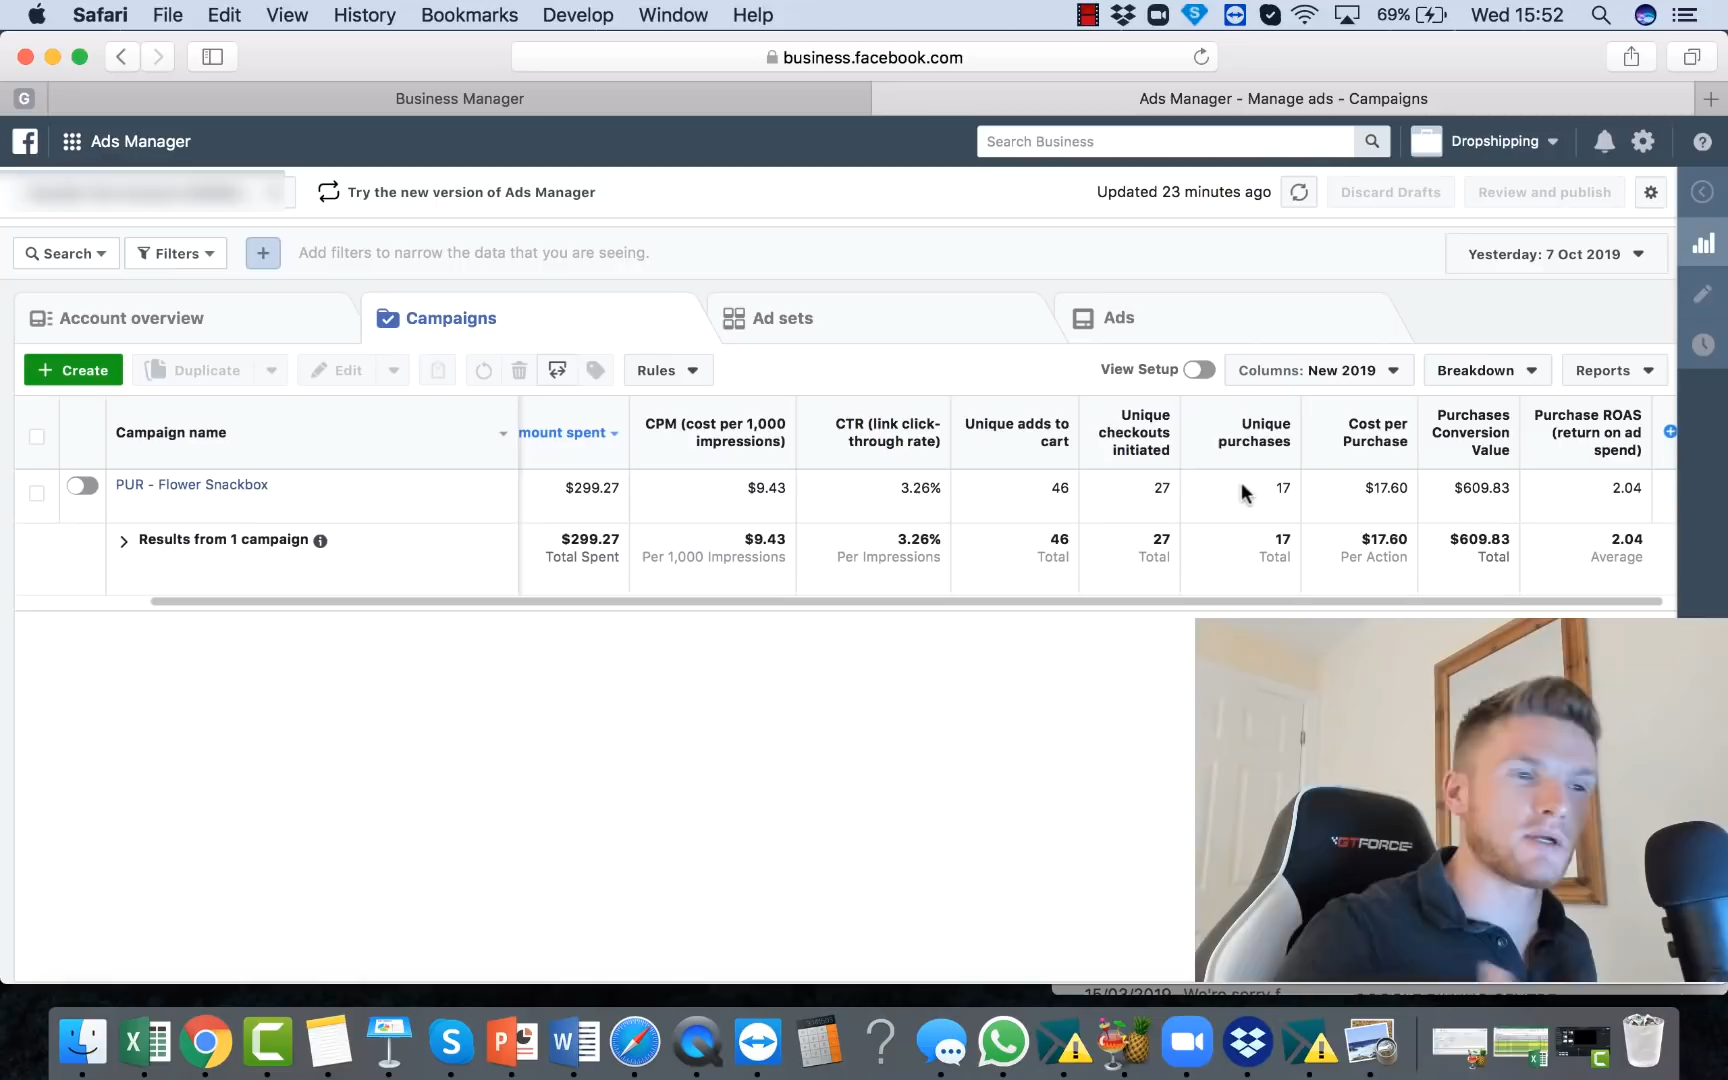 Safari File Edit View History Bookmarks Develop Window Help 69% Wed 15:52
business.facebook.com
G Business Manager Ads Manager - Manage ads - Campaigns
Ads Manager Search Business Dropshipping
Try the new version of Ads Manager Updated 23 minutes ago Discard Drafts Review and publish
Search Filters Add filters to narrow the data that you are seeing. Yesterday: 7 Oct 2019
Account overview Campaigns Ad sets Ads
+ Create Duplicate Edit Rules View Setup Columns: New 2019 Breakdown Reports
Campaign name
mount spent
CPM (cost per 1,000
impressions)
CTR (link click-
through rate)
Unique adds to
cart
Unique
checkouts
initiated
Unique
purchases
Cost per
Purchase
Purchases
Conversion
Value
Purchase ROAS
(return on ad
spend)
PUR - Flower Snackbox $299.27 $9.43 3.26% 46 27 17 $17.60 $609.83 2.04
Results from 1 campaign $299.27 $9.43 3.26% 46 27 17 $17.60 $609.83 2.04
Total Spent Per 1,000 Impressions Per Impressions Total Total Total Per Action Total Average
GTFORCE
15/03/2019